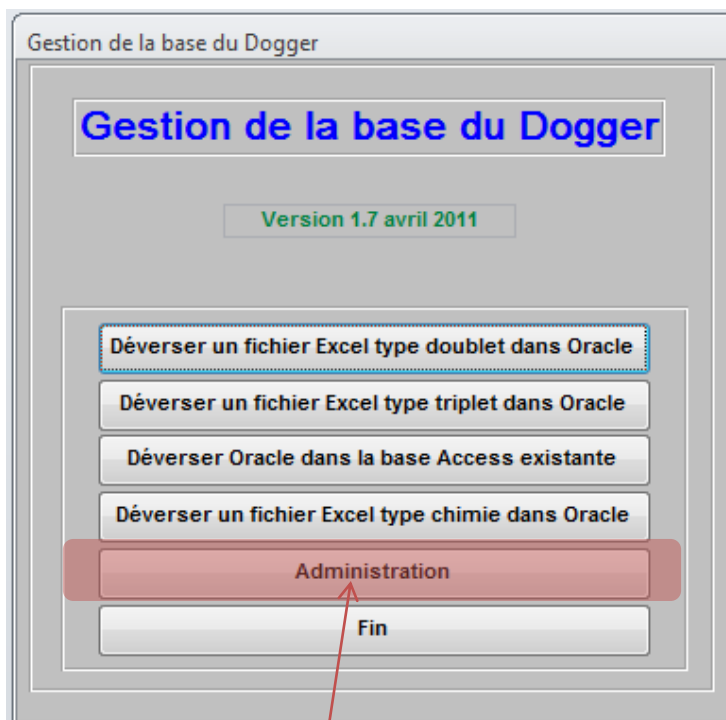 Gestion de la base du Dogger
Gestion de la base du Dogger
Version 1.7 avril 2011
Déverser un fichier Excel type doublet dans Oracle
Déverser un fichier Excel type triplet dans Oracle
Déverser Oracle dans la base Access existante
Déverser un fichier Excel type chimie dans Oracle
Administration
Fin